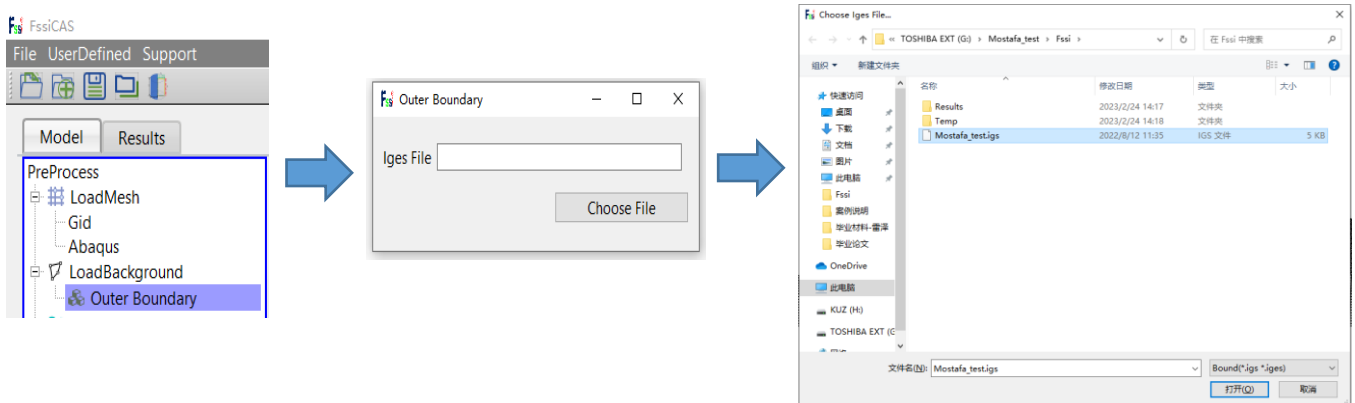 FssiCAS
File UserDefined Support
Model Results
PreProcess
LoadMesh
Gid
Abaqus
LoadBackground
Outer Boundary
Outer Boundary
Iges File
Choose File
Choose Iges File...
« TOSHIBA EXT (G:) › Mostafa_test › Fssi ›
在 Fssi 中搜索
组织 新建文件夹
名称 修改日期 类型 大小
快速访问
桌面
下载
文档
图片
此电脑
Fssi
案例说明
毕业材料-雷泽
毕业论文
OneDrive
此电脑
KUZ (H:)
TOSHIBA EXT (G
Results 2023/2/24 14:17 文件夹
Temp 2023/2/24 14:18 文件夹
Mostafa_test.igs 2022/8/12 11:35 IGS 文件 5 KB
文件名(N): Mostafa_test.igs Bound(*.igs *.iges)
打开(O) 取消